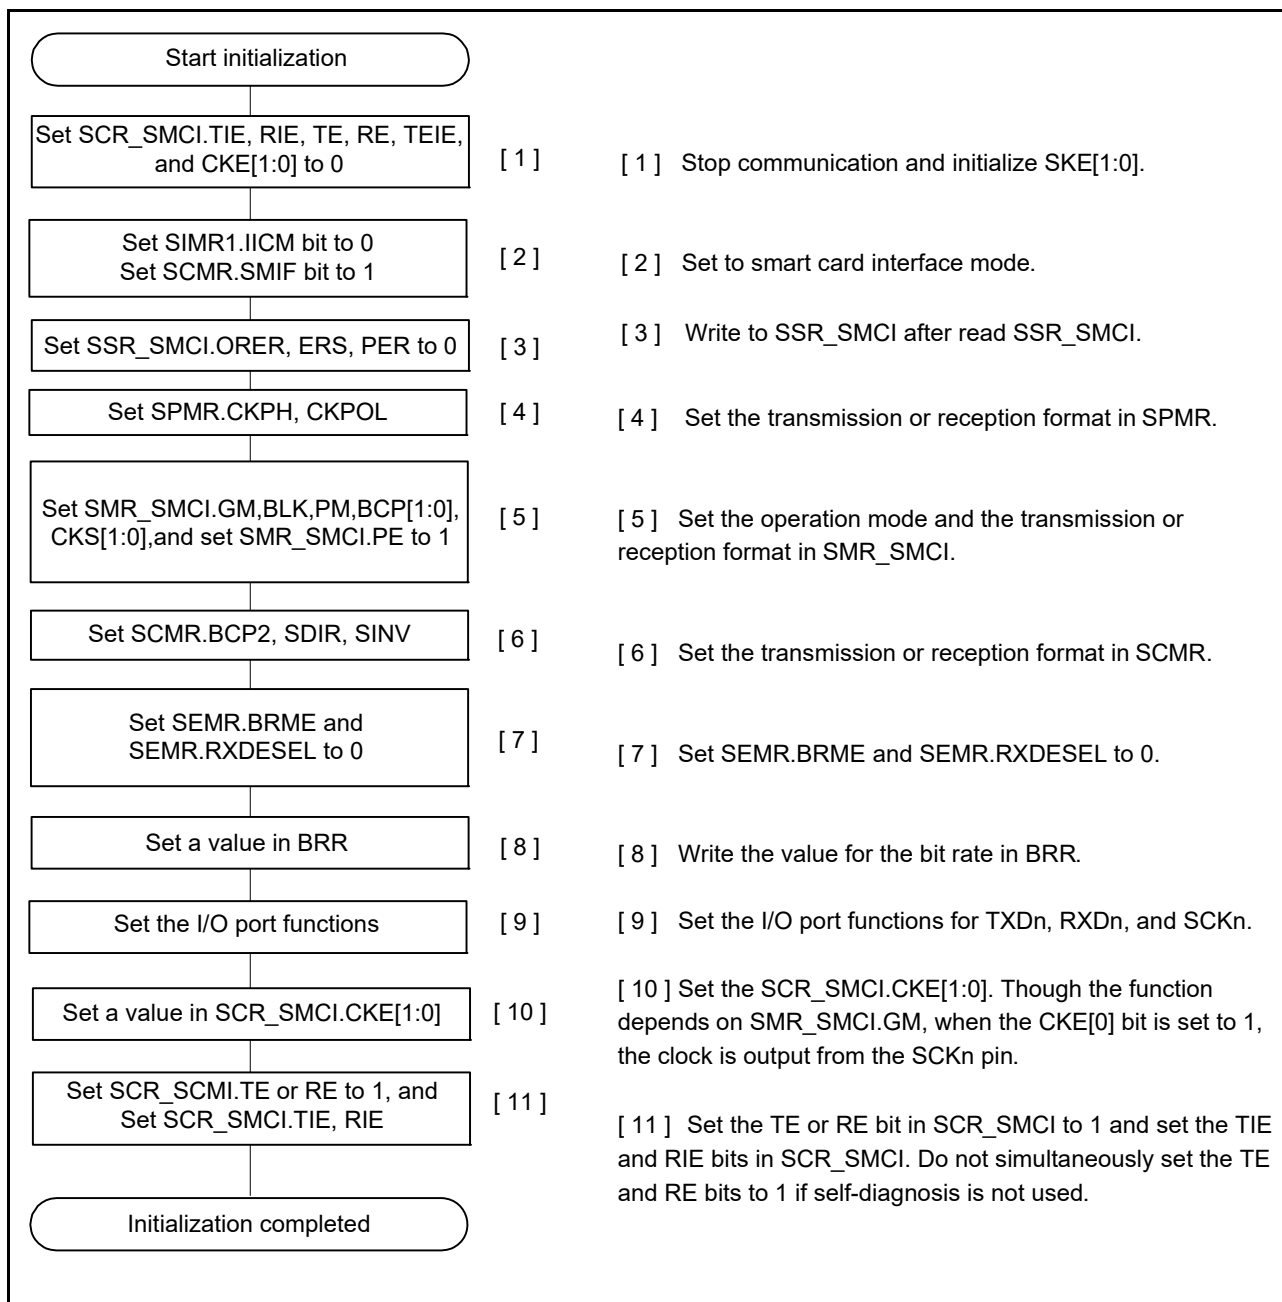 Start initialization
Set SCR_SMCI.TIE, RIE, TE, RE, TEIE,
and CKE[1:0] to 0
[ 1 ]
[ 1 ] Stop communication and initialize SKE[1:0].
Set SIMR1.IICM bit to 0
Set SCMR.SMIF bit to 1
[ 2 ]
[ 2 ] Set to smart card interface mode.
Set SSR_SMCI.ORER, ERS, PER to 0
[ 3 ]
[ 3 ] Write to SSR_SMCI after read SSR_SMCI.
Set SPMR.CKPH, CKPOL
[ 4 ]
[ 4 ] Set the transmission or reception format in SPMR.
Set SMR_SMCI.GM,BLK,PM,BCP[1:0],
CKS[1:0],and set SMR_SMCI.PE to 1
[ 5 ]
[ 5 ] Set the operation mode and the transmission or
reception format in SMR_SMCI.
Set SCMR.BCP2, SDIR, SINV
[ 6 ]
[ 6 ] Set the transmission or reception format in SCMR.
Set SEMR.BRME and
SEMR.RXDESEL to 0
[ 7 ]
[ 7 ] Set SEMR.BRME and SEMR.RXDESEL to 0.
Set a value in BRR
[ 8 ]
[ 8 ] Write the value for the bit rate in BRR.
Set the I/O port functions
[ 9 ]
[ 9 ] Set the I/O port functions for TXDn, RXDn, and SCKn.
Set a value in SCR_SMCI.CKE[1:0]
[ 10 ]
[ 10 ] Set the SCR_SMCI.CKE[1:0]. Though the function
depends on SMR_SMCI.GM, when the CKE[0] bit is set to 1,
the clock is output from the SCKn pin.
Set SCR_SCMI.TE or RE to 1, and
Set SCR_SMCI.TIE, RIE
[ 11 ]
[ 11 ] Set the TE or RE bit in SCR_SMCI to 1 and set the TIE
and RIE bits in SCR_SMCI. Do not simultaneously set the TE
and RE bits to 1 if self-diagnosis is not used.
Initialization completed